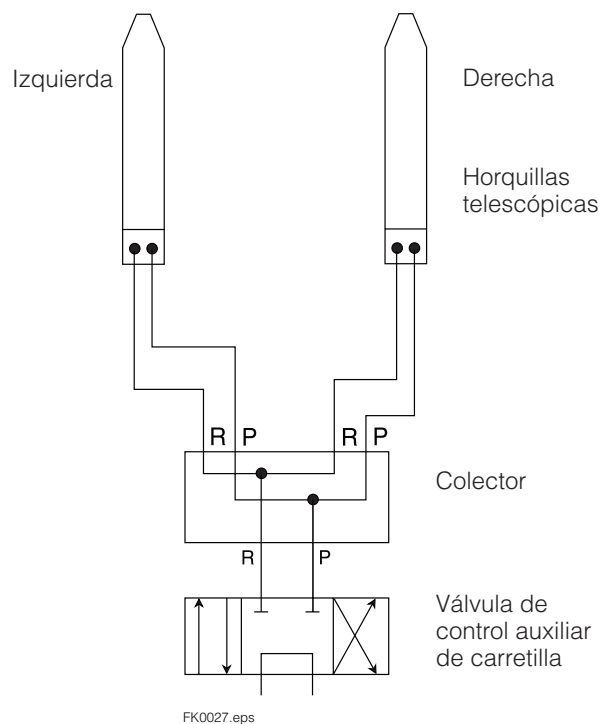 Izquierda
Derecha
Horquillas
telescópicas
R P
R P
Colector
R
P
Válvula de
control auxiliar
de carretilla
FK0027.eps